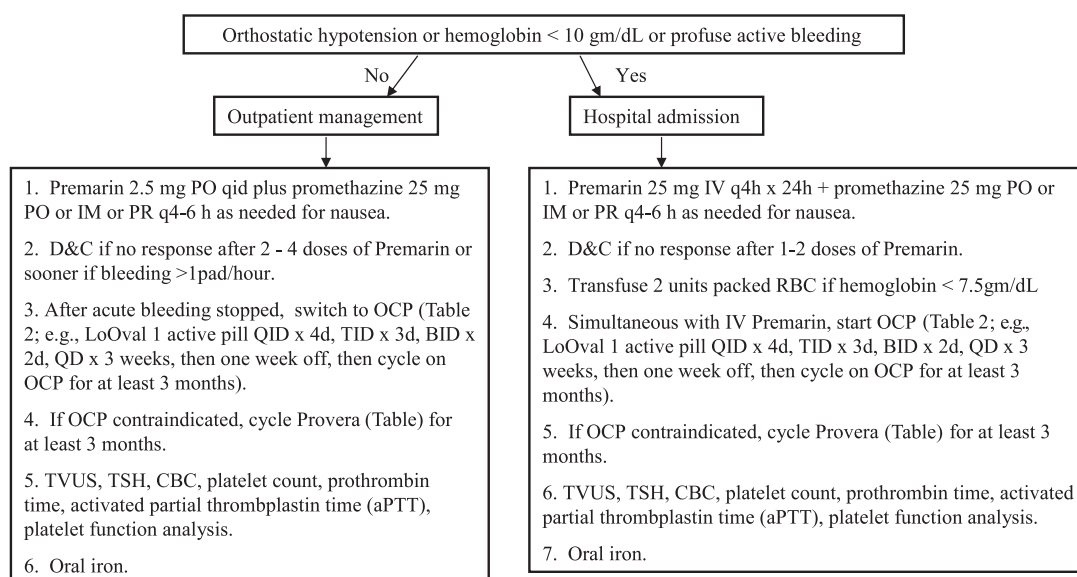 Orthostatic hypotension or hemoglobin < 10 gm/dL or profuse active bleeding
No
Yes
Outpatient management
Hospital admission
1. Premarin 2.5 mg PO qid plus promethazine 25 mg
PO or IM or PR q4-6 h as needed for nausea.
2. D&C if no response after 2 - 4 doses of Premarin or
sooner if bleeding >1pad/hour.
3. After acute bleeding stopped, switch to OCP (Table
2; e.g., LoOval 1 active pill QID x 4d, TID x 3d, BID x
2d, QD x 3 weeks, then one week off, then cycle on
OCP for at least 3 months).
4. If OCP contraindicated, cycle Provera (Table) for
at least 3 months.
5. TVUS, TSH, CBC, platelet count, prothrombin
time, activated partial thrombplastin time (aPTT),
platelet function analysis.
6. Oral iron.
1. Premarin 25 mg IV q4h x 24h + promethazine 25 mg PO or
IM or PR q4-6 h as needed for nausea.
2. D&C if no response after 1-2 doses of Premarin.
3. Transfuse 2 units packed RBC if hemoglobin < 7.5gm/dL
4. Simultaneous with IV Premarin, start OCP (Table 2; e.g.,
LoOval 1 active pill QID x 4d, TID x 3d, BID x 2d, QD x 3
weeks, then one week off, then cycle on OCP for at least 3
months).
5. If OCP contraindicated, cycle Provera (Table) for at least 3
months.
6. TVUS, TSH, CBC, platelet count, prothrombin time, activated
partial thrombplastin time (aPTT), platelet function analysis.
7. Oral iron.